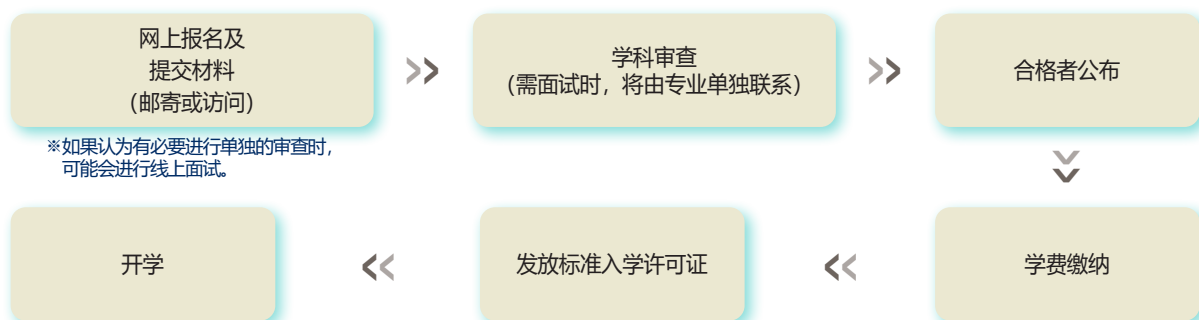 网上报名及
提交材料
（邮寄或访问）
学科审查
（需面试时，将由专业单独联系）
合格者公布
※如果认为有必要进行单独的审查时，
可能会进行线上面试。
学费缴纳
发放标准入学许可证
开学